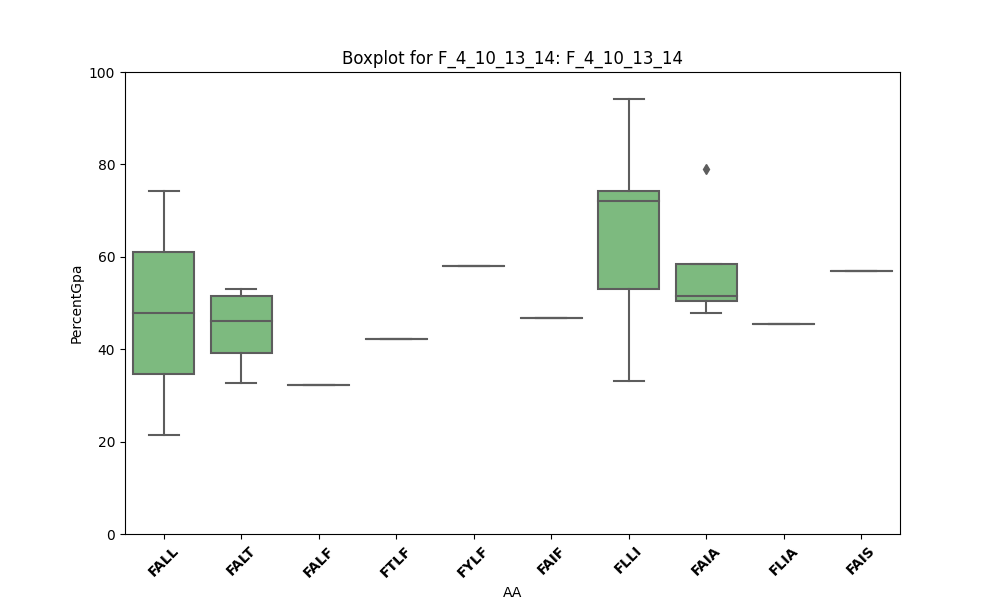 Boxplot for F_4_10_13_14: F_4_10_13_14
100
80
60
40
20
0
PercentGpa
FALL FALT FALF FTLF FYLF FAIF FLLI FAIA FLIA FAIS
AA